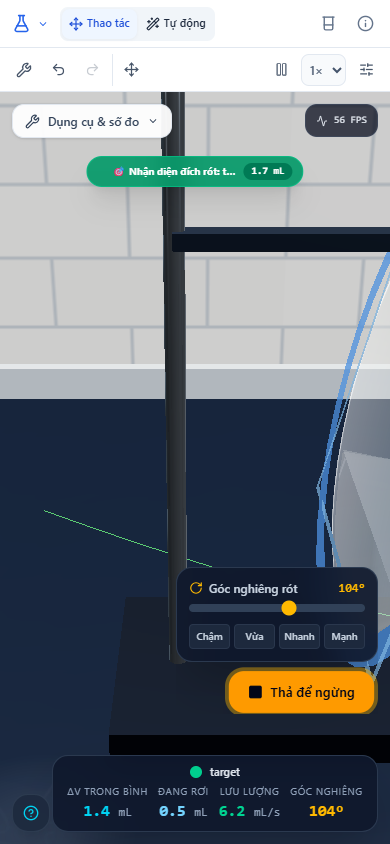 Thao tác
Tự động
1×
Dụng cụ & số đo
56 FPS
Nhận diện đích rót: t... 1.7 mL
Góc nghiêng rót 104°
Chậm Vừa Nhanh Mạnh
Thả để ngừng
target
ΔV TRONG BÌNH ĐANG RƠI LƯU LƯỢNG GÓC NGHIÊNG
1.4 mL 0.5 mL 6.2 mL/s 104°